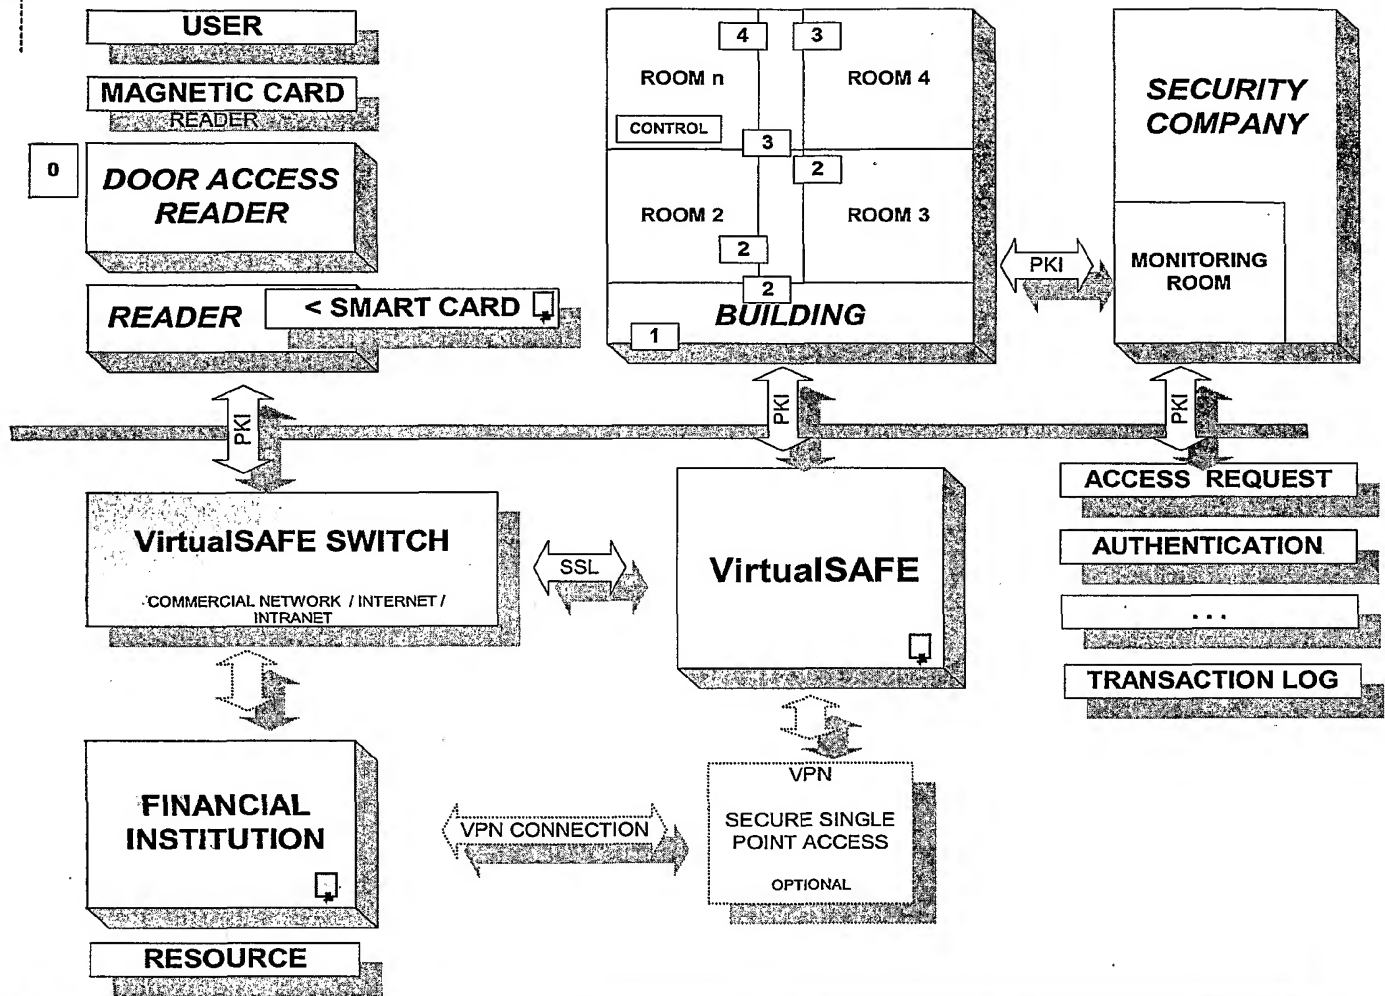 USER
MAGNETIC CARD
READER
0
DOOR ACCESS
READER
READER
< SMART CARD
4
3
ROOM n
ROOM 4
CONTROL
3
2
ROOM 2
ROOM 3
2
2
BUILDING
1
SECURITY
COMPANY
MONITORING
ROOM
PKI
PKI
PKI
PKI
VirtualSAFE SWITCH
COMMERCIAL NETWORK / INTERNET /
INTRANET
SSL
VirtualSAFE
ACCESS REQUEST
AUTHENTICATION
...
TRANSACTION LOG
FINANCIAL
INSTITUTION
VPN CONNECTION
VPN
SECURE SINGLE
POINT ACCESS
OPTIONAL
RESOURCE